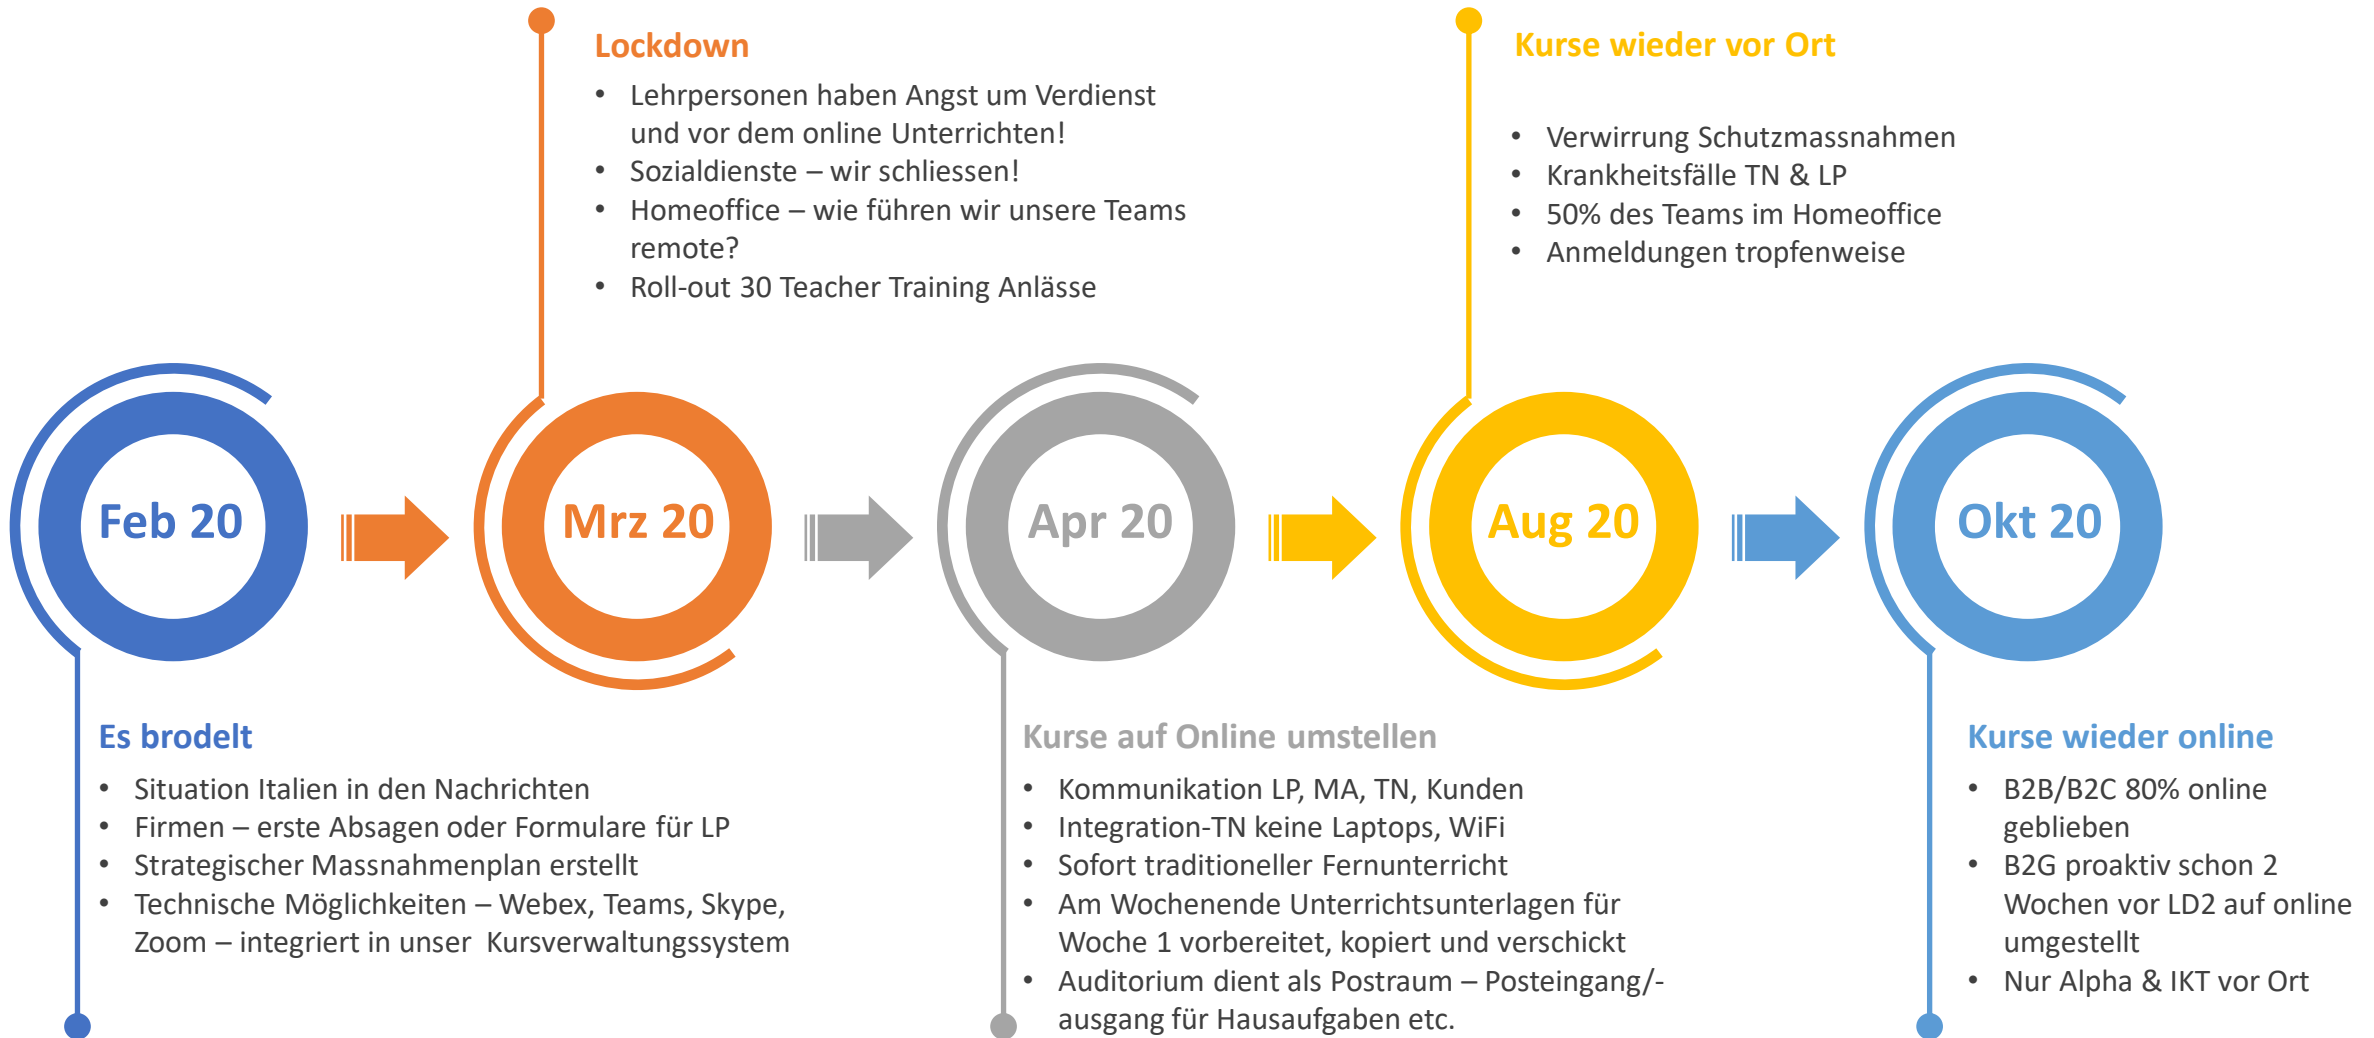 Lockdown
• Lehrpersonen haben Angst um Verdienst
und vor dem online Unterrichten!
• Sozialdienste – wir schliessen!
• Homeoffice – wie führen wir unsere Teams
remote?
• Roll-out 30 Teacher Training Anlässe
Kurse wieder vor Ort
• Verwirrung Schutzmassnahmen
• Krankheitsfälle TN & LP
• 50% des Teams im Homeoffice
• Anmeldungen tropfenweise
Feb 20
Mrz 20
Apr 20
Aug 20
Okt 20
Es brodelt
• Situation Italien in den Nachrichten
• Firmen – erste Absagen oder Formulare für LP
• Strategischer Massnahmenplan erstellt
• Technische Möglichkeiten – Webex, Teams, Skype,
Zoom – integriert in unser Kursverwaltungssystem
Kurse auf Online umstellen
• Kommunikation LP, MA, TN, Kunden
• Integration-TN keine Laptops, WiFi
• Sofort traditioneller Fernunterricht
• Am Wochenende Unterrichtsunterlagen für
Woche 1 vorbereitet, kopiert und verschickt
• Auditorium dient als Postraum – Posteingang/-
ausgang für Hausaufgaben etc.
Kurse wieder online
• B2B/B2C 80% online
geblieben
• B2G proaktiv schon 2
Wochen vor LD2 auf online
umgestellt
• Nur Alpha & IKT vor Ort